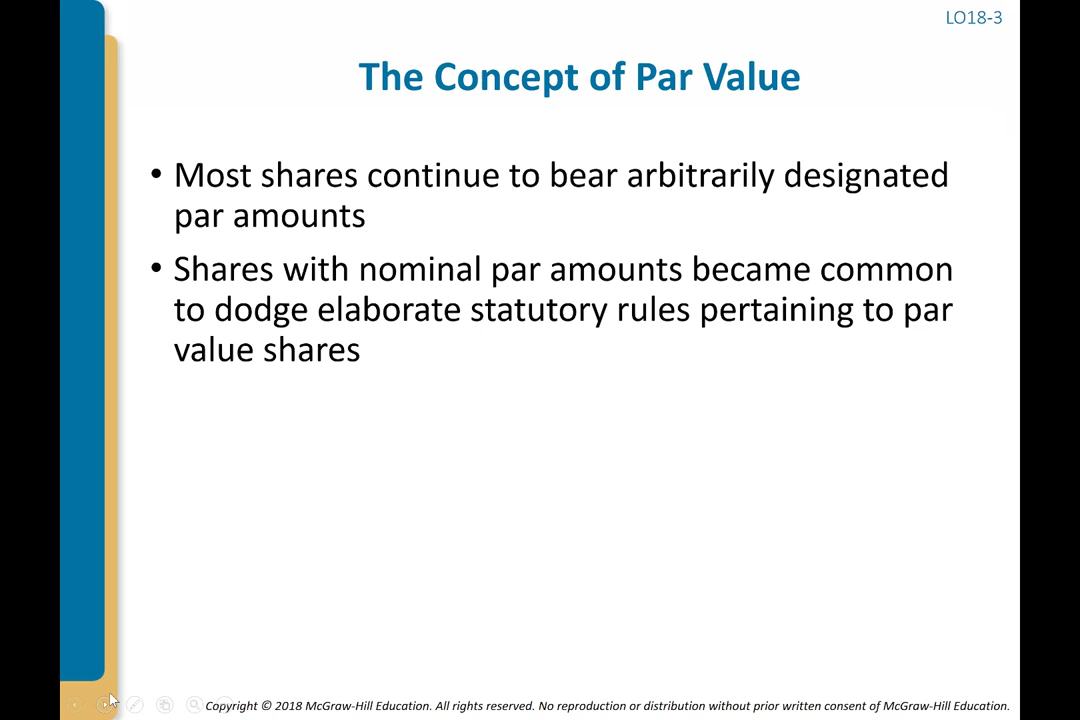 LO18-3
The Concept of Par Value
• Most shares continue to bear arbitrarily designated
par amounts
• Shares with nominal par amounts became common
to dodge elaborate statutory rules pertaining to par
value shares
Copyright © 2018 McGraw-Hill Education. All rights reserved. No reproduction or distribution without prior written consent of McGraw-Hill Education.